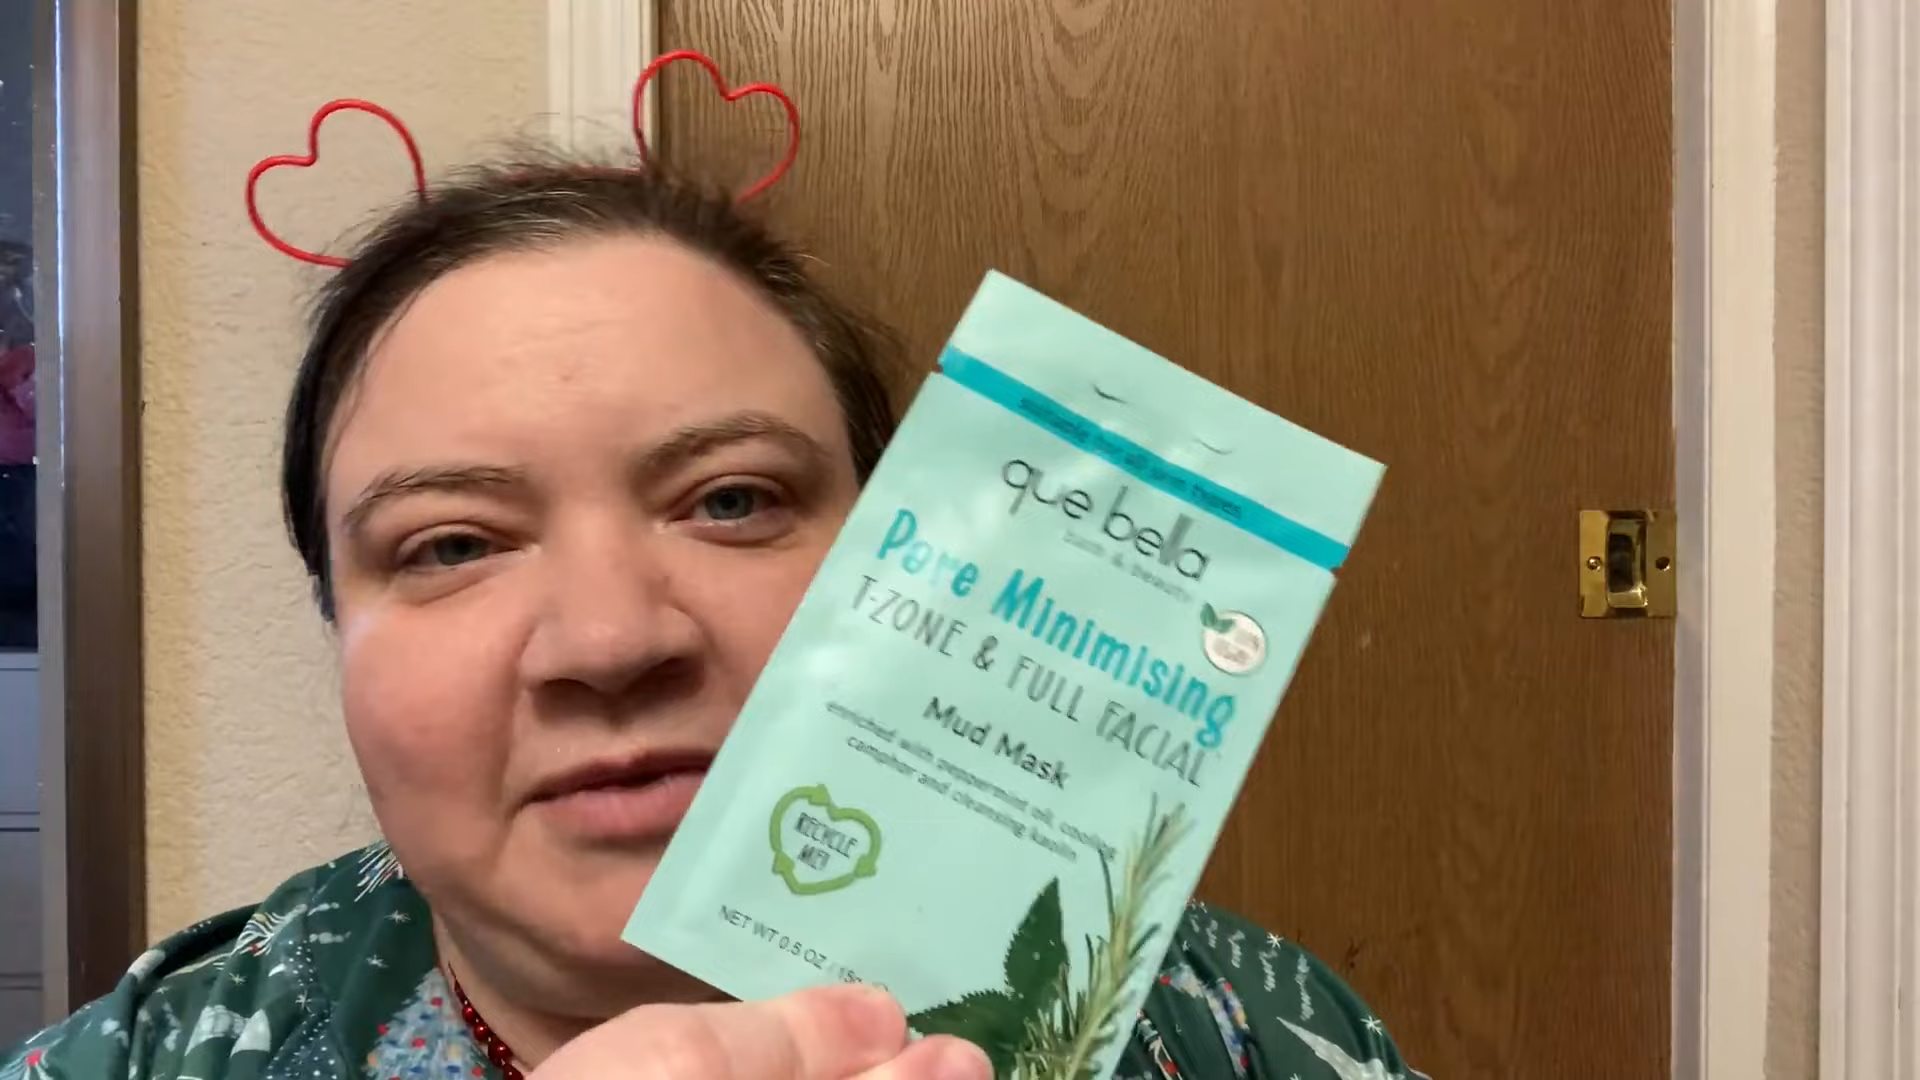 suitable for all skin types
que bella
bath & beauty
Pore Minimising
T-ZONE & FULL FACIAL
Mud Mask
enriched with peppermint oil, cooling
camphor and cleansing kaolin
RECYCLE
ME!
NET WT 0.5 OZ / 15g